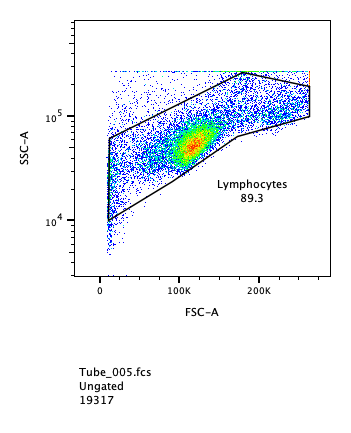 SSC-A
10^5
10^4
Lymphocytes
89.3
0 100K 200K
FSC-A
Tube_005.fcs
Ungated
19317